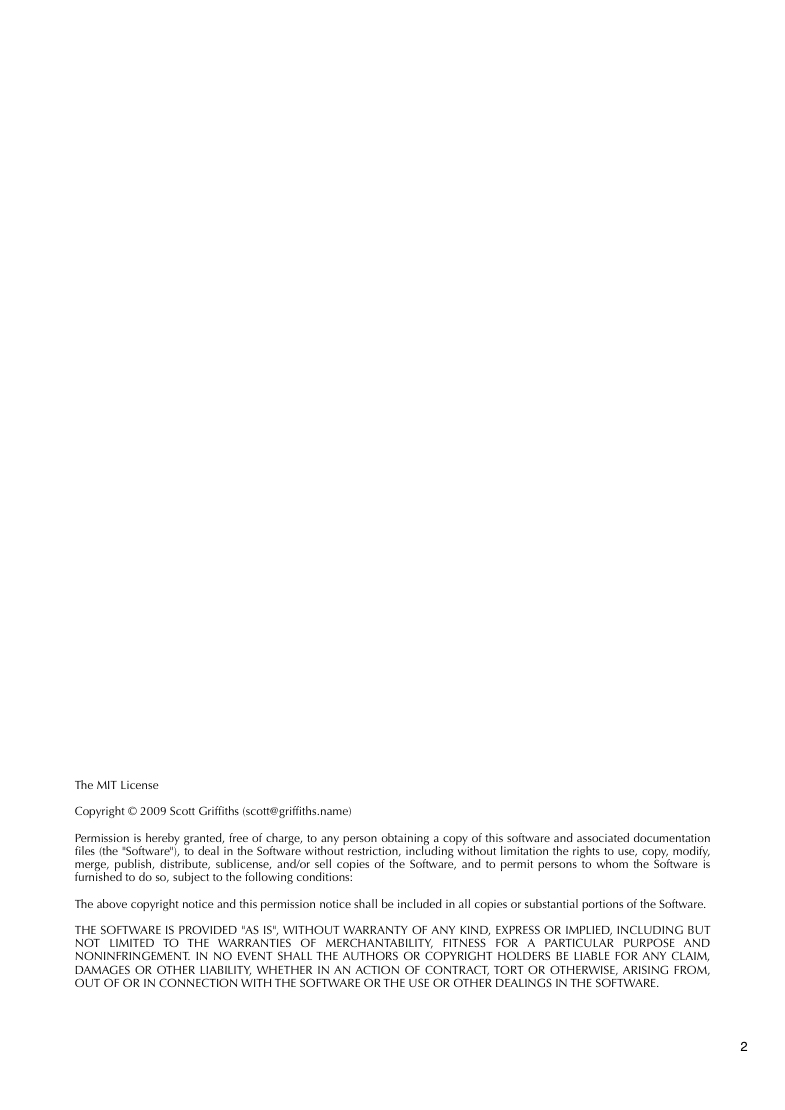 The MIT License
Copyright © 2009 Scott Griffiths (scott@griffiths.name)
Permission is hereby granted, free of charge, to any person obtaining a copy of this software and associated documentation
files (the "Software"), to deal in the Software without restriction, including without limitation the rights to use, copy, modify,
merge, publish, distribute, sublicense, and/or sell copies of the Software, and to permit persons to whom the Software is
furnished to do so, subject to the following conditions:
The above copyright notice and this permission notice shall be included in all copies or substantial portions of the Software.
THE SOFTWARE IS PROVIDED "AS IS", WITHOUT WARRANTY OF ANY KIND, EXPRESS OR IMPLIED, INCLUDING BUT
NOT LIMITED TO THE WARRANTIES OF MERCHANTABILITY, FITNESS FOR A PARTICULAR PURPOSE AND
NONINFRINGEMENT. IN NO EVENT SHALL THE AUTHORS OR COPYRIGHT HOLDERS BE LIABLE FOR ANY CLAIM,
DAMAGES OR OTHER LIABILITY, WHETHER IN AN ACTION OF CONTRACT, TORT OR OTHERWISE, ARISING FROM,
OUT OF OR IN CONNECTION WITH THE SOFTWARE OR THE USE OR OTHER DEALINGS IN THE SOFTWARE.
2